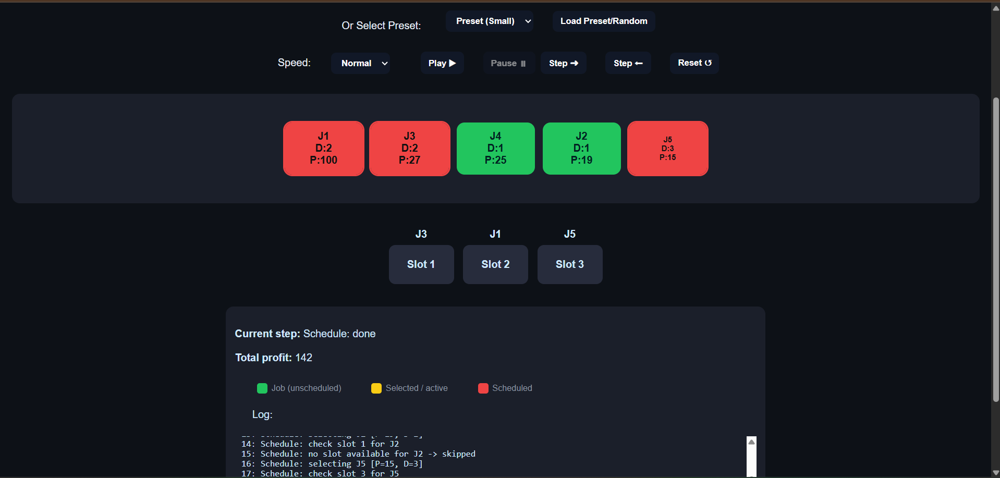 Or Select Preset:
Preset (Small)
Load Preset/Random
Speed:
Normal
Play ▶
Pause ⏸
Step ➜
Step ←
Reset ↺
J1
D:2
P:100
J3
D:2
P:27
J4
D:1
P:25
J2
D:1
P:19
J5
D:3
P:15
J3
J1
J5
Slot 1
Slot 2
Slot 3
Current step: Schedule: done
Total profit: 142
Job (unscheduled)
Selected / active
Scheduled
Log:
14: Schedule: check slot 1 for J2
15: Schedule: no slot available for J2 -> skipped
16: Schedule: selecting J5 [P=15, D=3]
17: Schedule: check slot 3 for J5